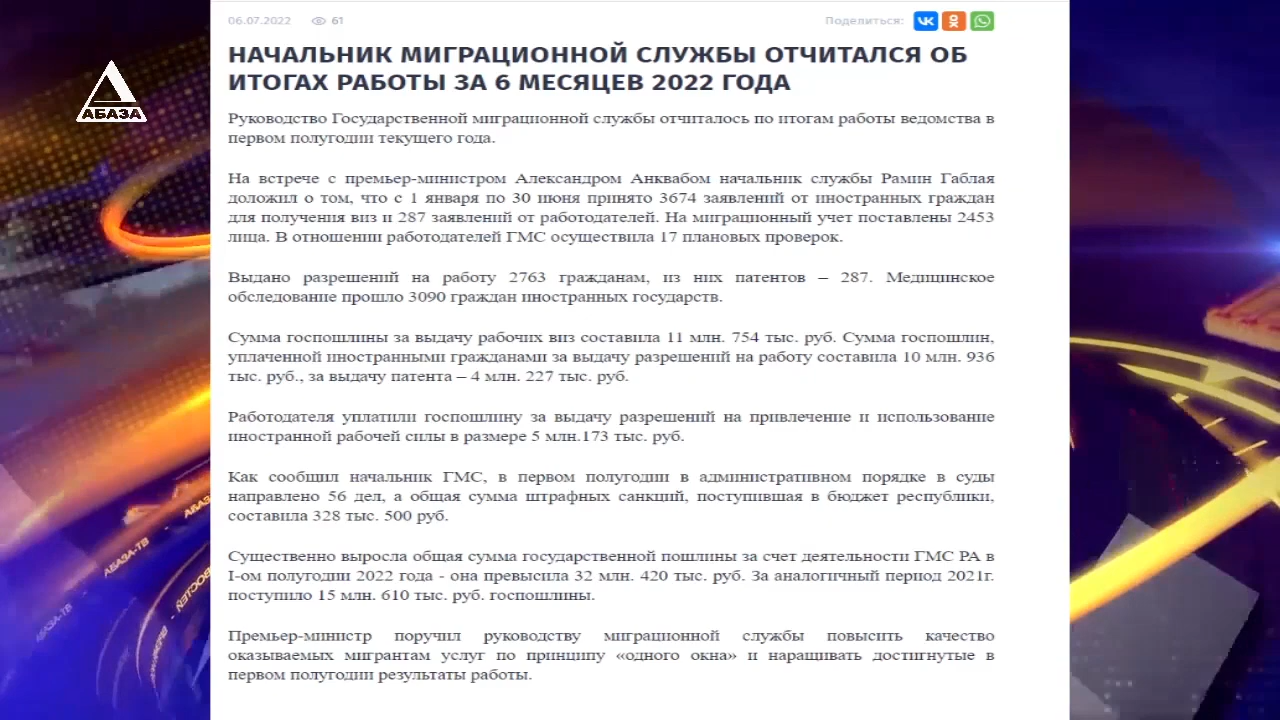 06.07.2022 61 Поделиться:
НАЧАЛЬНИК МИГРАЦИОННОЙ СЛУЖБЫ ОТЧИТАЛСЯ ОБ
ИТОГАХ РАБОТЫ ЗА 6 МЕСЯЦЕВ 2022 ГОДА
АБАЗА
Руководство Государственной миграционной службы отчиталось по итогам работы ведомства в
первом полугодии текущего года.
На встрече с премьер-министром Александром Анквабом начальник службы Рамин Габлая
доложил о том, что с 1 января по 30 июня принято 3674 заявлений от иностранных граждан
для получения виз и 287 заявлений от работодателей. На миграционный учет поставлены 2453
лица. В отношении работодателей ГМС осуществила 17 плановых проверок.
Выдано разрешений на работу 2763 гражданам, из них патентов – 287. Медицинское
обследование прошло 3090 граждан иностранных государств.
Сумма госпошлины за выдачу рабочих виз составила 11 млн. 754 тыс. руб. Сумма госпошлин,
уплаченной иностранными гражданами за выдачу разрешений на работу составила 10 млн. 936
тыс. руб., за выдачу патента – 4 млн. 227 тыс. руб.
Работодателя уплатили госпошлину за выдачу разрешений на привлечение и использование
иностранной рабочей силы в размере 5 млн.173 тыс. руб.
Как сообщил начальник ГМС, в первом полугодии в административном порядке в суды
направлено 56 дел, а общая сумма штрафных санкций, поступившая в бюджет республики,
составила 328 тыс. 500 руб.
Существенно выросла общая сумма государственной пошлины за счет деятельности ГМС РА в
I-ом полугодии 2022 года - она превысила 32 млн. 420 тыс. руб. За аналогичный период 2021г.
поступило 15 млн. 610 тыс. руб. госпошлины.
Премьер-министр поручил руководству миграционной службы повысить качество
оказываемых мигрантам услуг по принципу «одного окна» и наращивать достигнутые в
первом полугодии результаты работы.
АБАЗА-ТВ
АБАЗА-ТВ